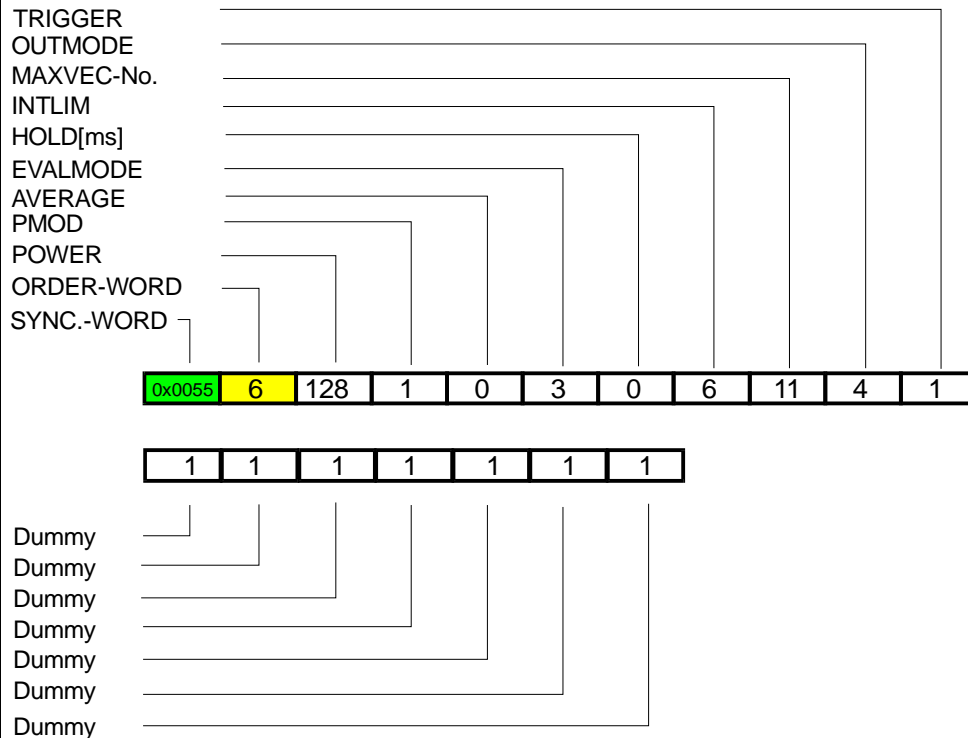 TRIGGER
OUTMODE
MAXVEC-No.
INTLIM
HOLD[ms]
EVALMODE
AVERAGE
PMOD
POWER
ORDER-WORD
SYNC.-WORD
0x0055 6 128 1 0 3 0 6 11 4 1
1 1 1 1 1 1 1
Dummy
Dummy
Dummy
Dummy
Dummy
Dummy
Dummy